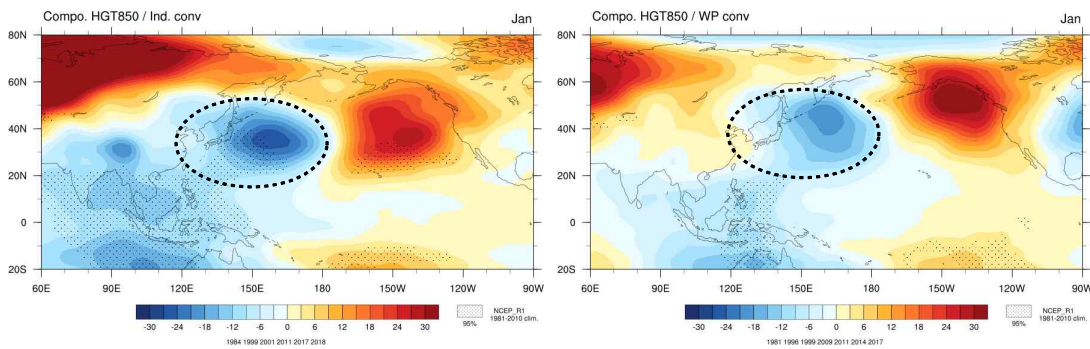 Compo. HGT850 / Ind. conv
Jan
80N
60N
40N
20N
0
20S
60E
90E
120E
150E
180
150W
120W
90W
-30 -24 -18 -12 -6 0 6 12 18 24 30
NCEP_R1
1981-2010 clim.
95%
1984 1999 2001 2011 2017 2018
Compo. HGT850 / WP conv
Jan
80N
60N
40N
20N
0
20S
60E
90E
120E
150E
180
150W
120W
90W
-30 -24 -18 -12 -6 0 6 12 18 24 30
NCEP_R1
1981-2010 clim.
95%
1981 1996 1999 2009 2011 2014 2017